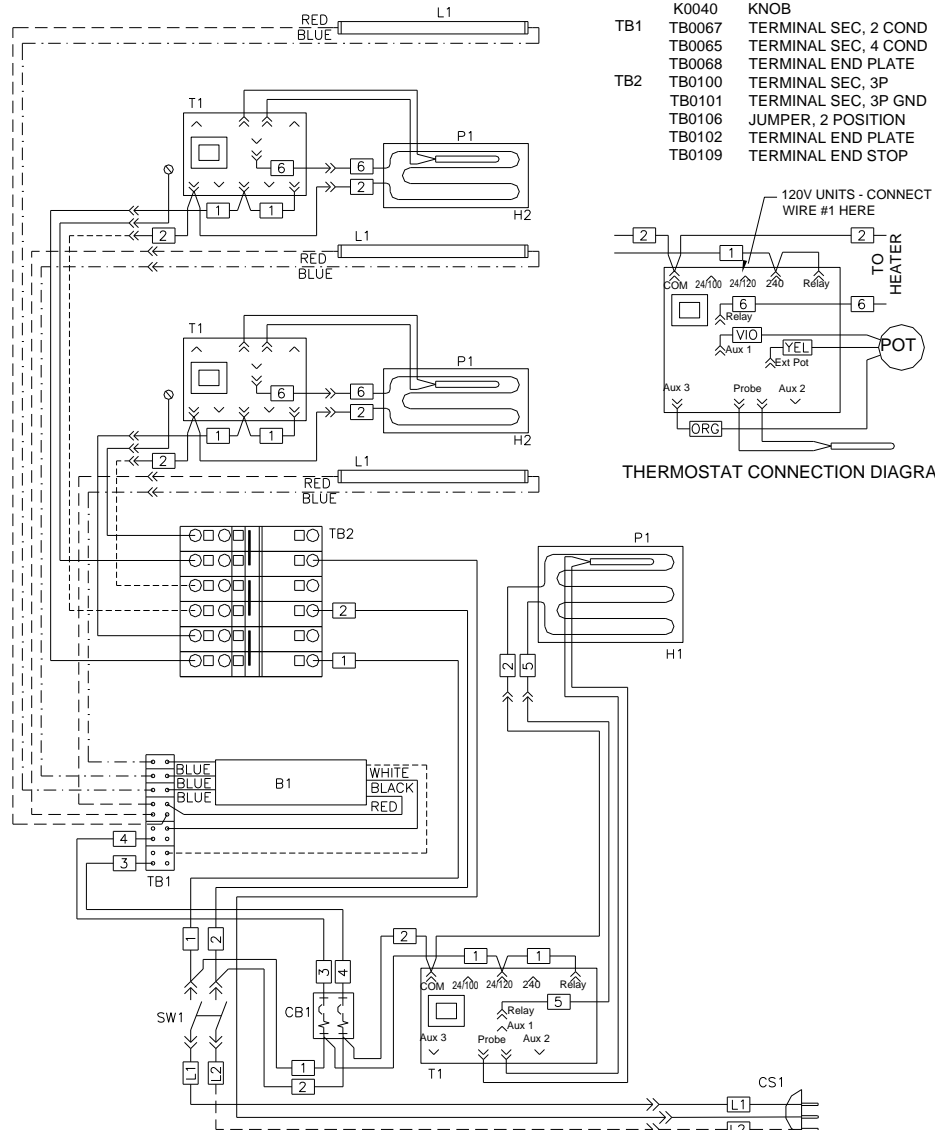 L1
RED
BLUE
K0040 KNOB
TB1 TB0067 TERMINAL SEC, 2 COND
TB0065 TERMINAL SEC, 4 COND
TB0068 TERMINAL END PLATE
TB2 TB0100 TERMINAL SEC, 3P
TB0101 TERMINAL SEC, 3P GND
TB0106 JUMPER, 2 POSITION
TB0102 TERMINAL END PLATE
TB0109 TERMINAL END STOP
T1
P1
6 6
2
H2
1 1
2
L1
RED
BLUE
120V UNITS - CONNECT
WIRE #1 HERE
2 2
1
TO
HEATER
COM 24/100 24/120 240 Relay
6 6
Relay
VIO
Aux 1
YEL
Ext Pot
POT
Aux 3 Probe Aux 2
ORG
THERMOSTAT CONNECTION DIAGRA
T1
P1
6 6
2
H2
1 1
2
L1
RED
BLUE
TB2
2
1
P1
H1
2 5
BLUE
BLUE
BLUE
B1
WHITE
BLACK
RED
4
3
TB1
1 2
3 4
SW1
CB1
1
2
L1 L2
2
1 1
COM 24/100 24/120 240 Relay
5
Relay
Aux 1
Aux 3 Probe Aux 2
T1
CS1
L1
L2